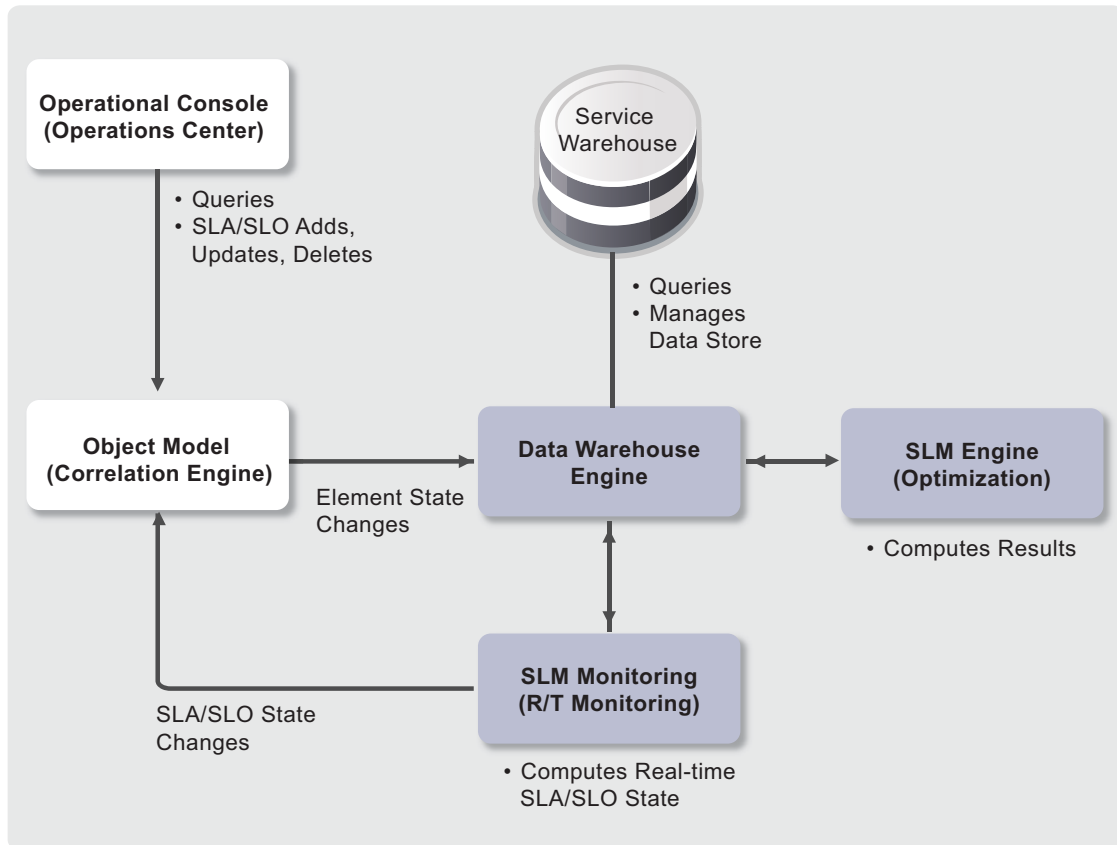 Operational Console
(Operations Center)
• Queries
• SLA/SLO Adds,
Updates, Deletes
Service
Warehouse
• Queries
• Manages
Data Store
Object Model
(Correlation Engine)
Element State
Changes
Data Warehouse
Engine
SLM Engine
(Optimization)
• Computes Results
SLM Monitoring
(R/T Monitoring)
SLA/SLO State
Changes
• Computes Real-time
SLA/SLO State